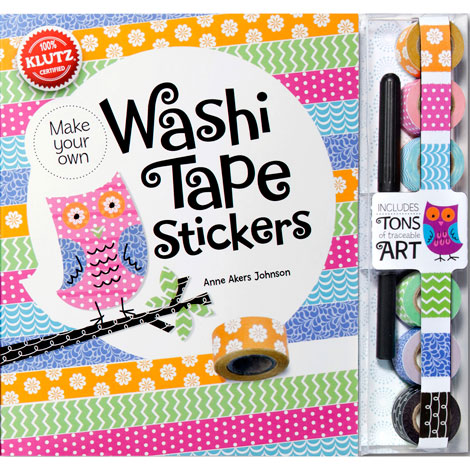 100%
KLUTZ
CERTIFIED
Make
your
own
Washi
Tape
Stickers
Anne Akers Johnson
INCLUDES
TONS
of traceable
ART